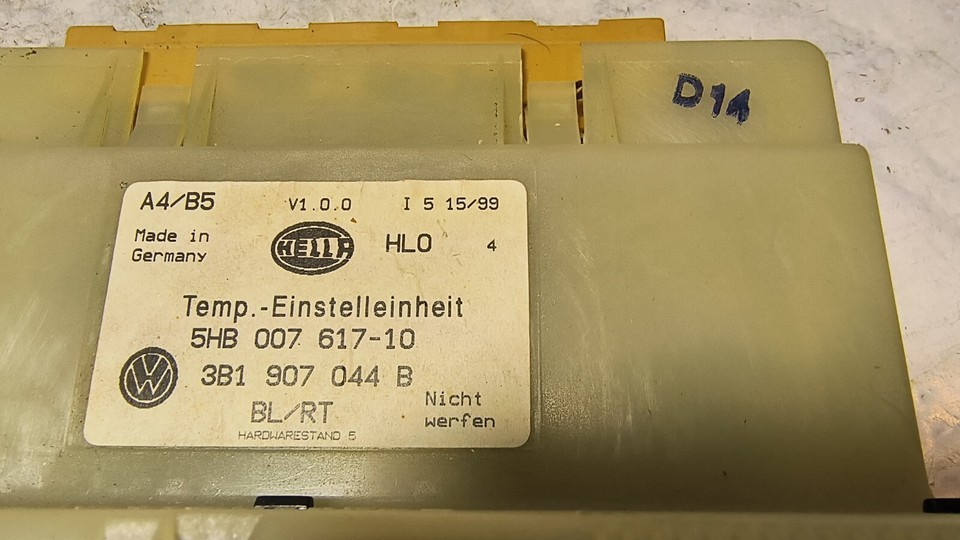 D14
A4/B5 V1.0.0 I 5 15/99
Made in
Germany
HELLA HLO 4
Temp.-Einstelleinheit
5HB 007 617-10
3B1 907 044 B
BL/RT
Nicht
werfen
HARDWARESTAND 5